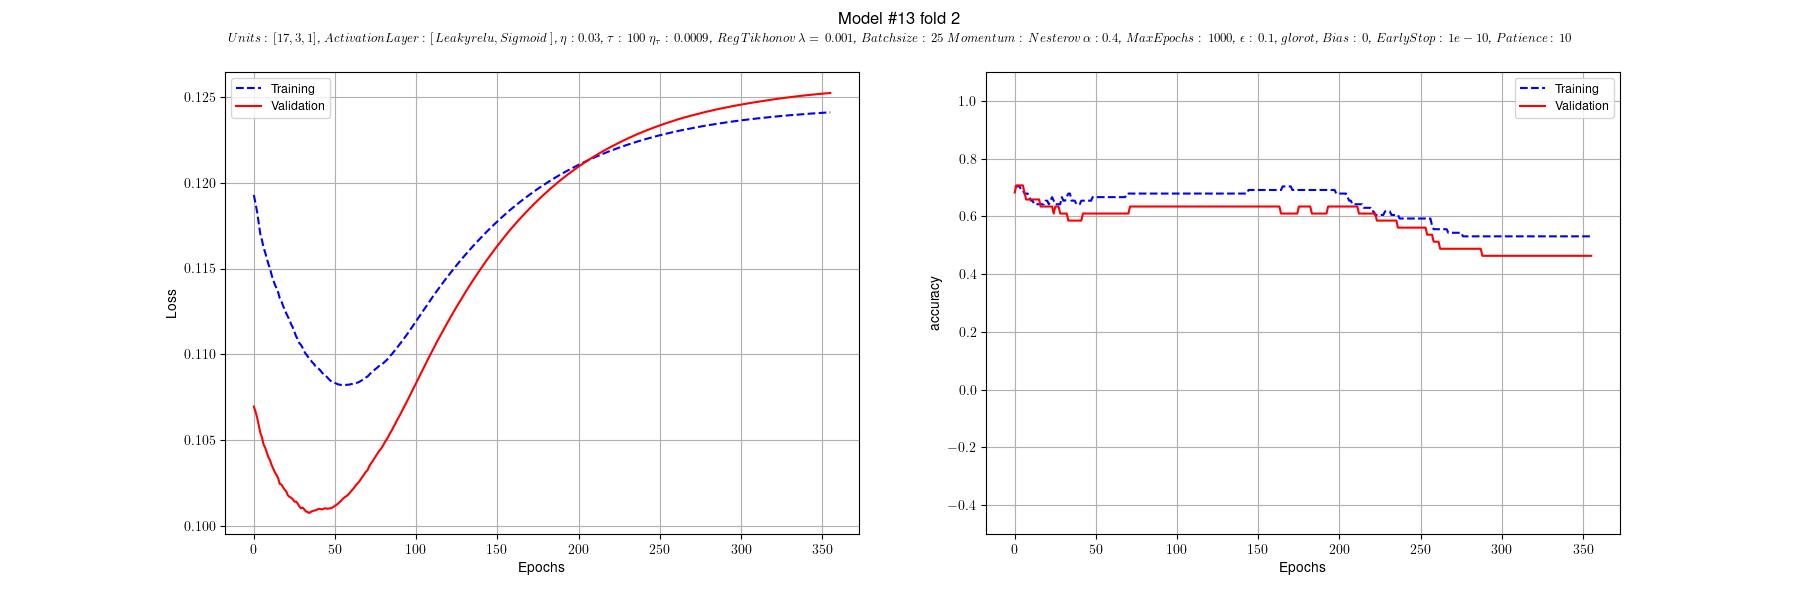 Model #13 fold 2
Units : [17, 3, 1], ActivationLayer : [Leakyrelu, Sigmoid ], η : 0.03, τ : 100 ητ : 0.0009, RegTikhonov λ = 0.001, Batchsize : 25 Momentum : Nesterov α : 0.4, MaxEpochs : 1000, ϵ : 0.1, glorot, Bias : 0, EarlyStop : 1e − 10, Patience : 10
Training
Validation
0.125
0.120
0.115
0.110
0.105
0.100
Loss
0 50 100 150 200 250 300 350
Epochs
Training
Validation
1.0
0.8
0.6
0.4
0.2
0.0
−0.2
−0.4
accuracy
0 50 100 150 200 250 300 350
Epochs